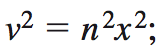 v² = n²x²;